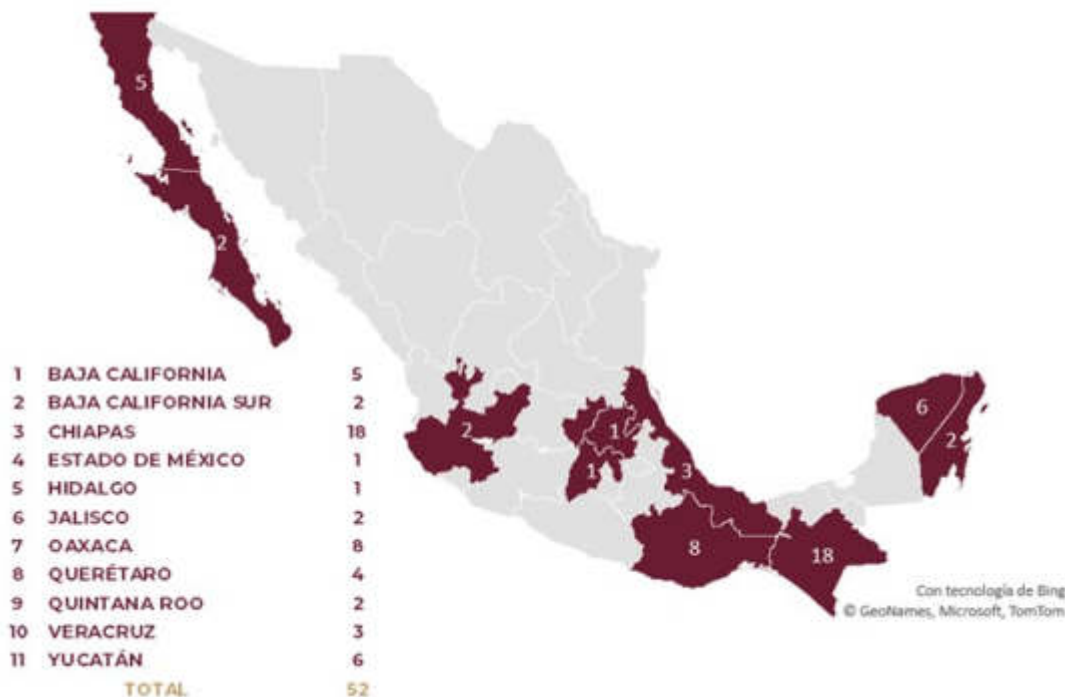 5
2
1 BAJA CALIFORNIA 5
2 BAJA CALIFORNIA SUR 2
3 CHIAPAS 18
4 ESTADO DE MÉXICO 1
5 HIDALGO 1
6 JALISCO 2
7 OAXACA 8
8 QUERÉTARO 4
9 QUINTANA ROO 2
10 VERACRUZ 3
11 YUCATÁN 6
TOTAL 52
2
1
1
3
8
18
6
2
Con tecnología de Bing
© GeoNames, Microsoft, TomTom